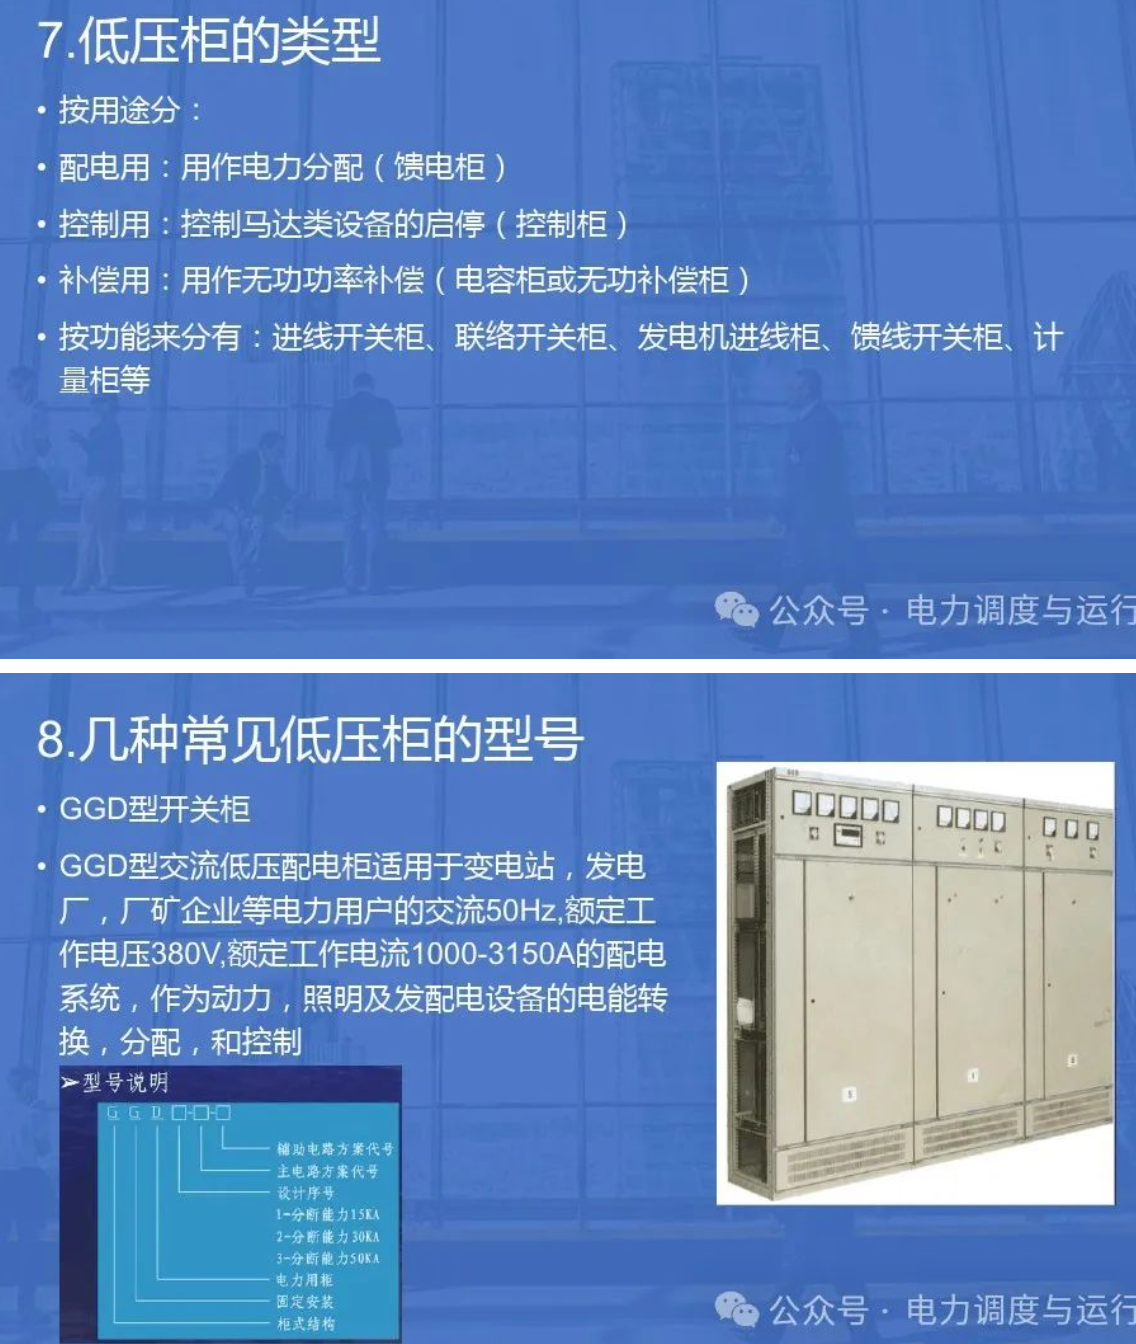 7.低压柜的类型
• 按用途分：
• 配电用：用作电力分配（馈电柜）
• 控制用：控制马达类设备的启停（控制柜）
• 补偿用：用作无功功率补偿（电容柜或无功补偿柜）
• 按功能来分有：进线开关柜、联络开关柜、发电机进线柜、馈线开关柜、计
量柜等
公众号 · 电力调度与运行
8.几种常见低压柜的型号
• GGD型开关柜
• GGD型交流低压配电柜适用于变电站，发电
厂，厂矿企业等电力用户的交流50Hz,额定工
作电压380V,额定工作电流1000-3150A的配电
系统，作为动力，照明及发配电设备的电能转
换，分配，和控制
➢型号说明
G G D □-□-□
辅助电路方案代号
主电路方案代号
设计序号
1-分断能力15KA
2-分断能力30KA
3-分断能力50KA
电力用柜
固定安装
柜式结构
公众号 · 电力调度与运行